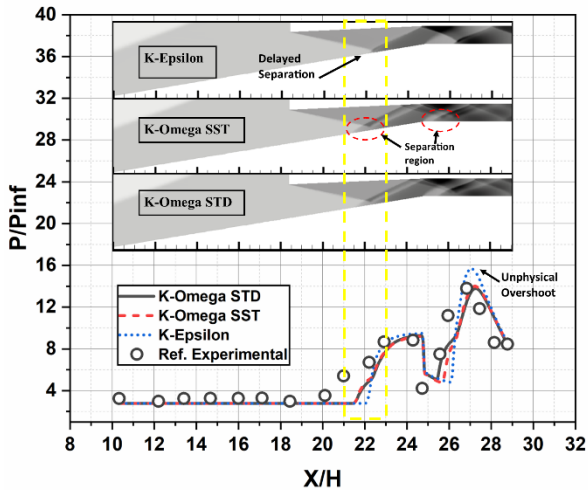 40
36
32
28
24
20
16
12
8
4
P/Pinf
K-Epsilon
Delayed
Separation
K-Omega SST
Separation
region
K-Omega STD
Unphysical
Overshoot
K-Omega STD
K-Omega SST
K-Epsilon
Ref. Experimental
8 10 12 14 16 18 20 22 24 26 28 30 32
X/H